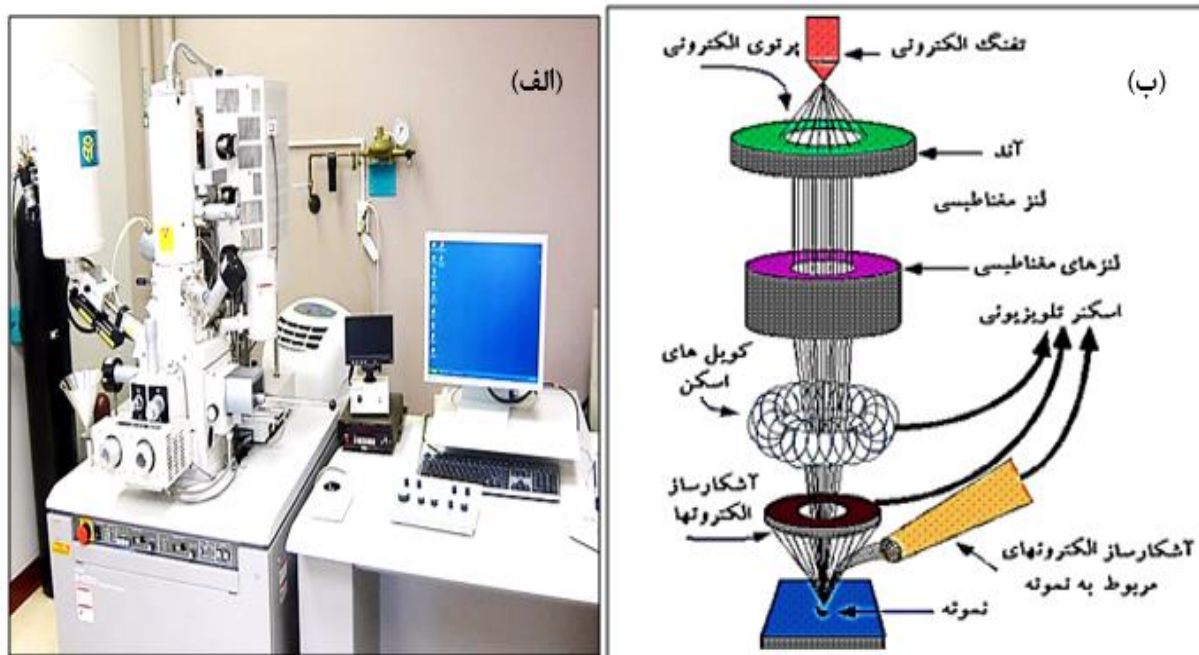 (الف)
(ب)
تفنگ الکترونی
پرتوی الکترونی
آند
لنز مغناطیسی
لنزهای مغناطیسی
اسکنر تلویزیونی
کویل های
اسکن
آشکارساز
الکترونها
آشکارساز الکترونهای
مربوط به نمونه
نمونه